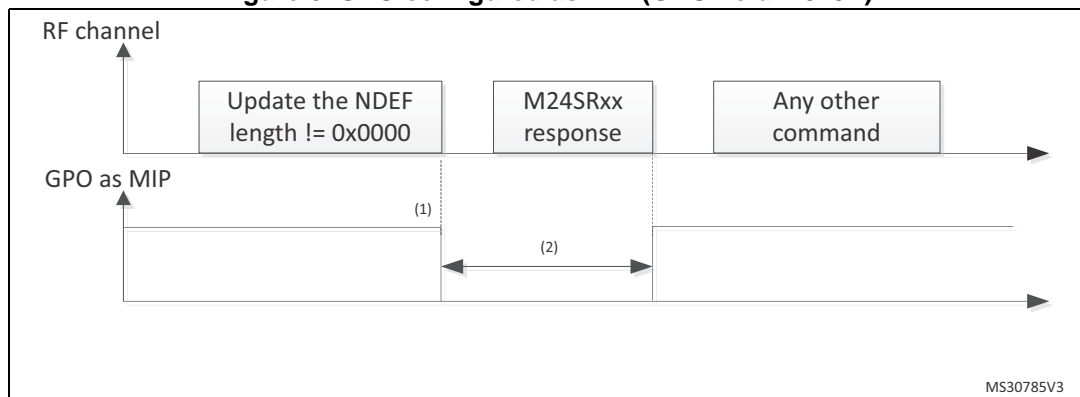 RF channel
Update the NDEF
length != 0x0000
M24SRxx
response
Any other
command
GPO as MIP
(1)
(2)
MS30785V3